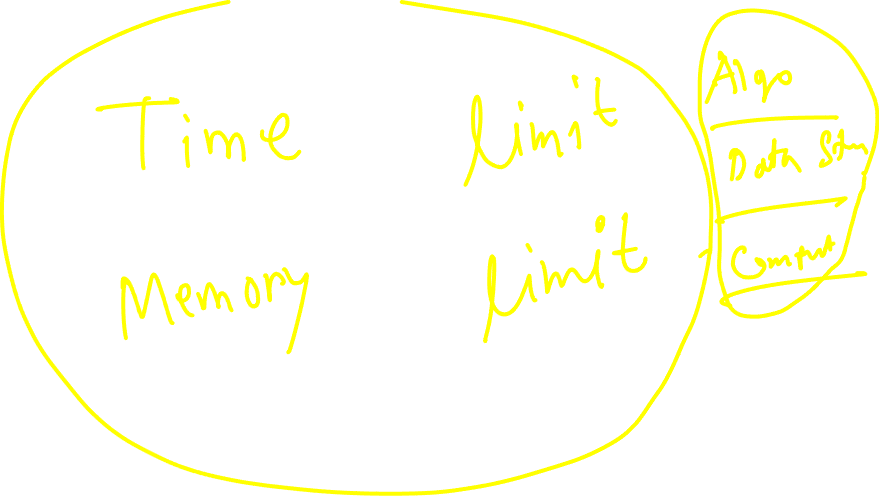 Time limit
Memory limit
Algo
Data Stru
Comput